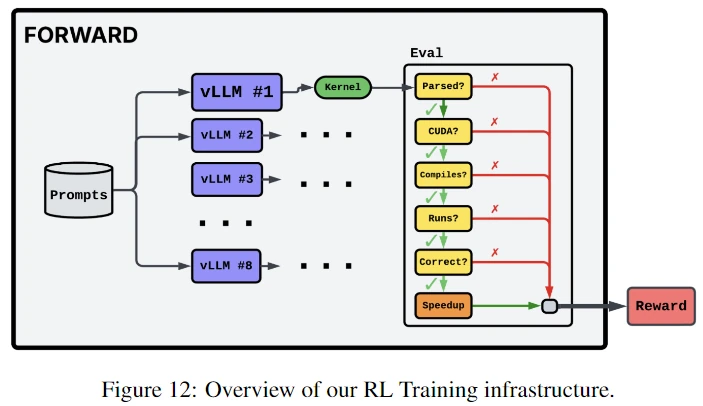 FORWARD
Eval
vLLM #1
Kernel
Parsed?
✗
✓
vLLM #2
. . .
CUDA?
✗
✓
Prompts
vLLM #3
. . .
Compiles?
✗
✓
. . .
Runs?
✗
✓
vLLM #8
. . .
Correct?
✗
✓
Speedup
Reward
Figure 12: Overview of our RL Training infrastructure.